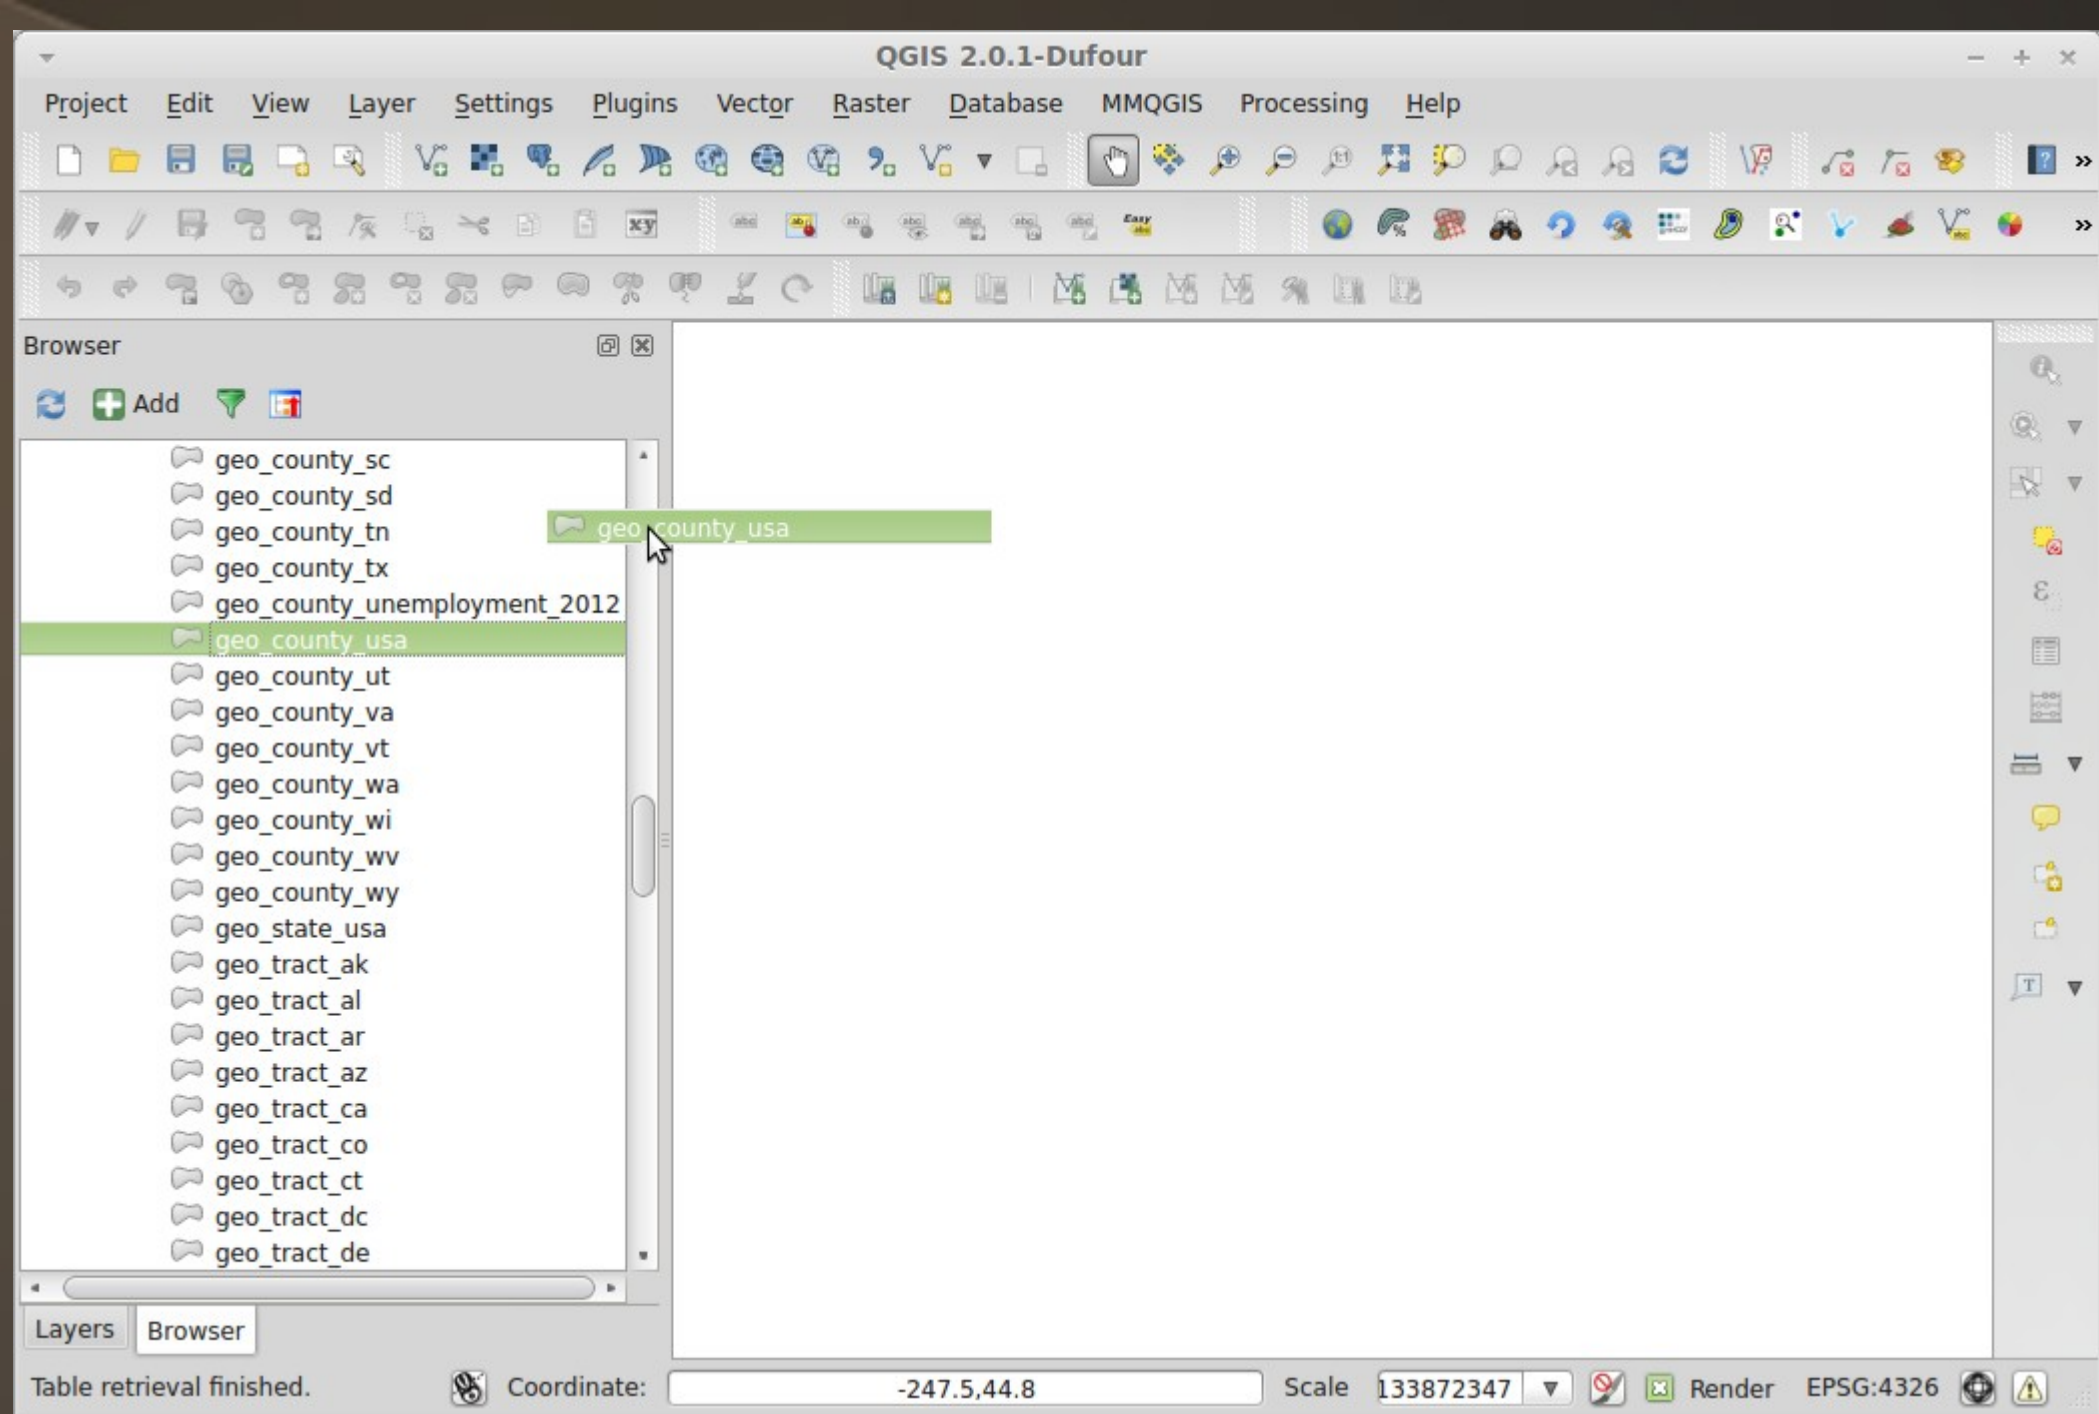 QGIS 2.0.1-Dufour
Project Edit View Layer Settings Plugins Vector Raster Database MMQGIS Processing Help
Browser
Add
geo_county_sc
geo_county_sd
geo_county_tn
geo_county_usa
geo_county_tx
geo_county_unemployment_2012
geo_county_usa
geo_county_ut
geo_county_va
geo_county_vt
geo_county_wa
geo_county_wi
geo_county_wv
geo_county_wy
geo_state_usa
geo_tract_ak
geo_tract_al
geo_tract_ar
geo_tract_az
geo_tract_ca
geo_tract_co
geo_tract_ct
geo_tract_dc
geo_tract_de
Layers Browser
Table retrieval finished. Coordinate: -247.5,44.8 Scale 133872347 Render EPSG:4326